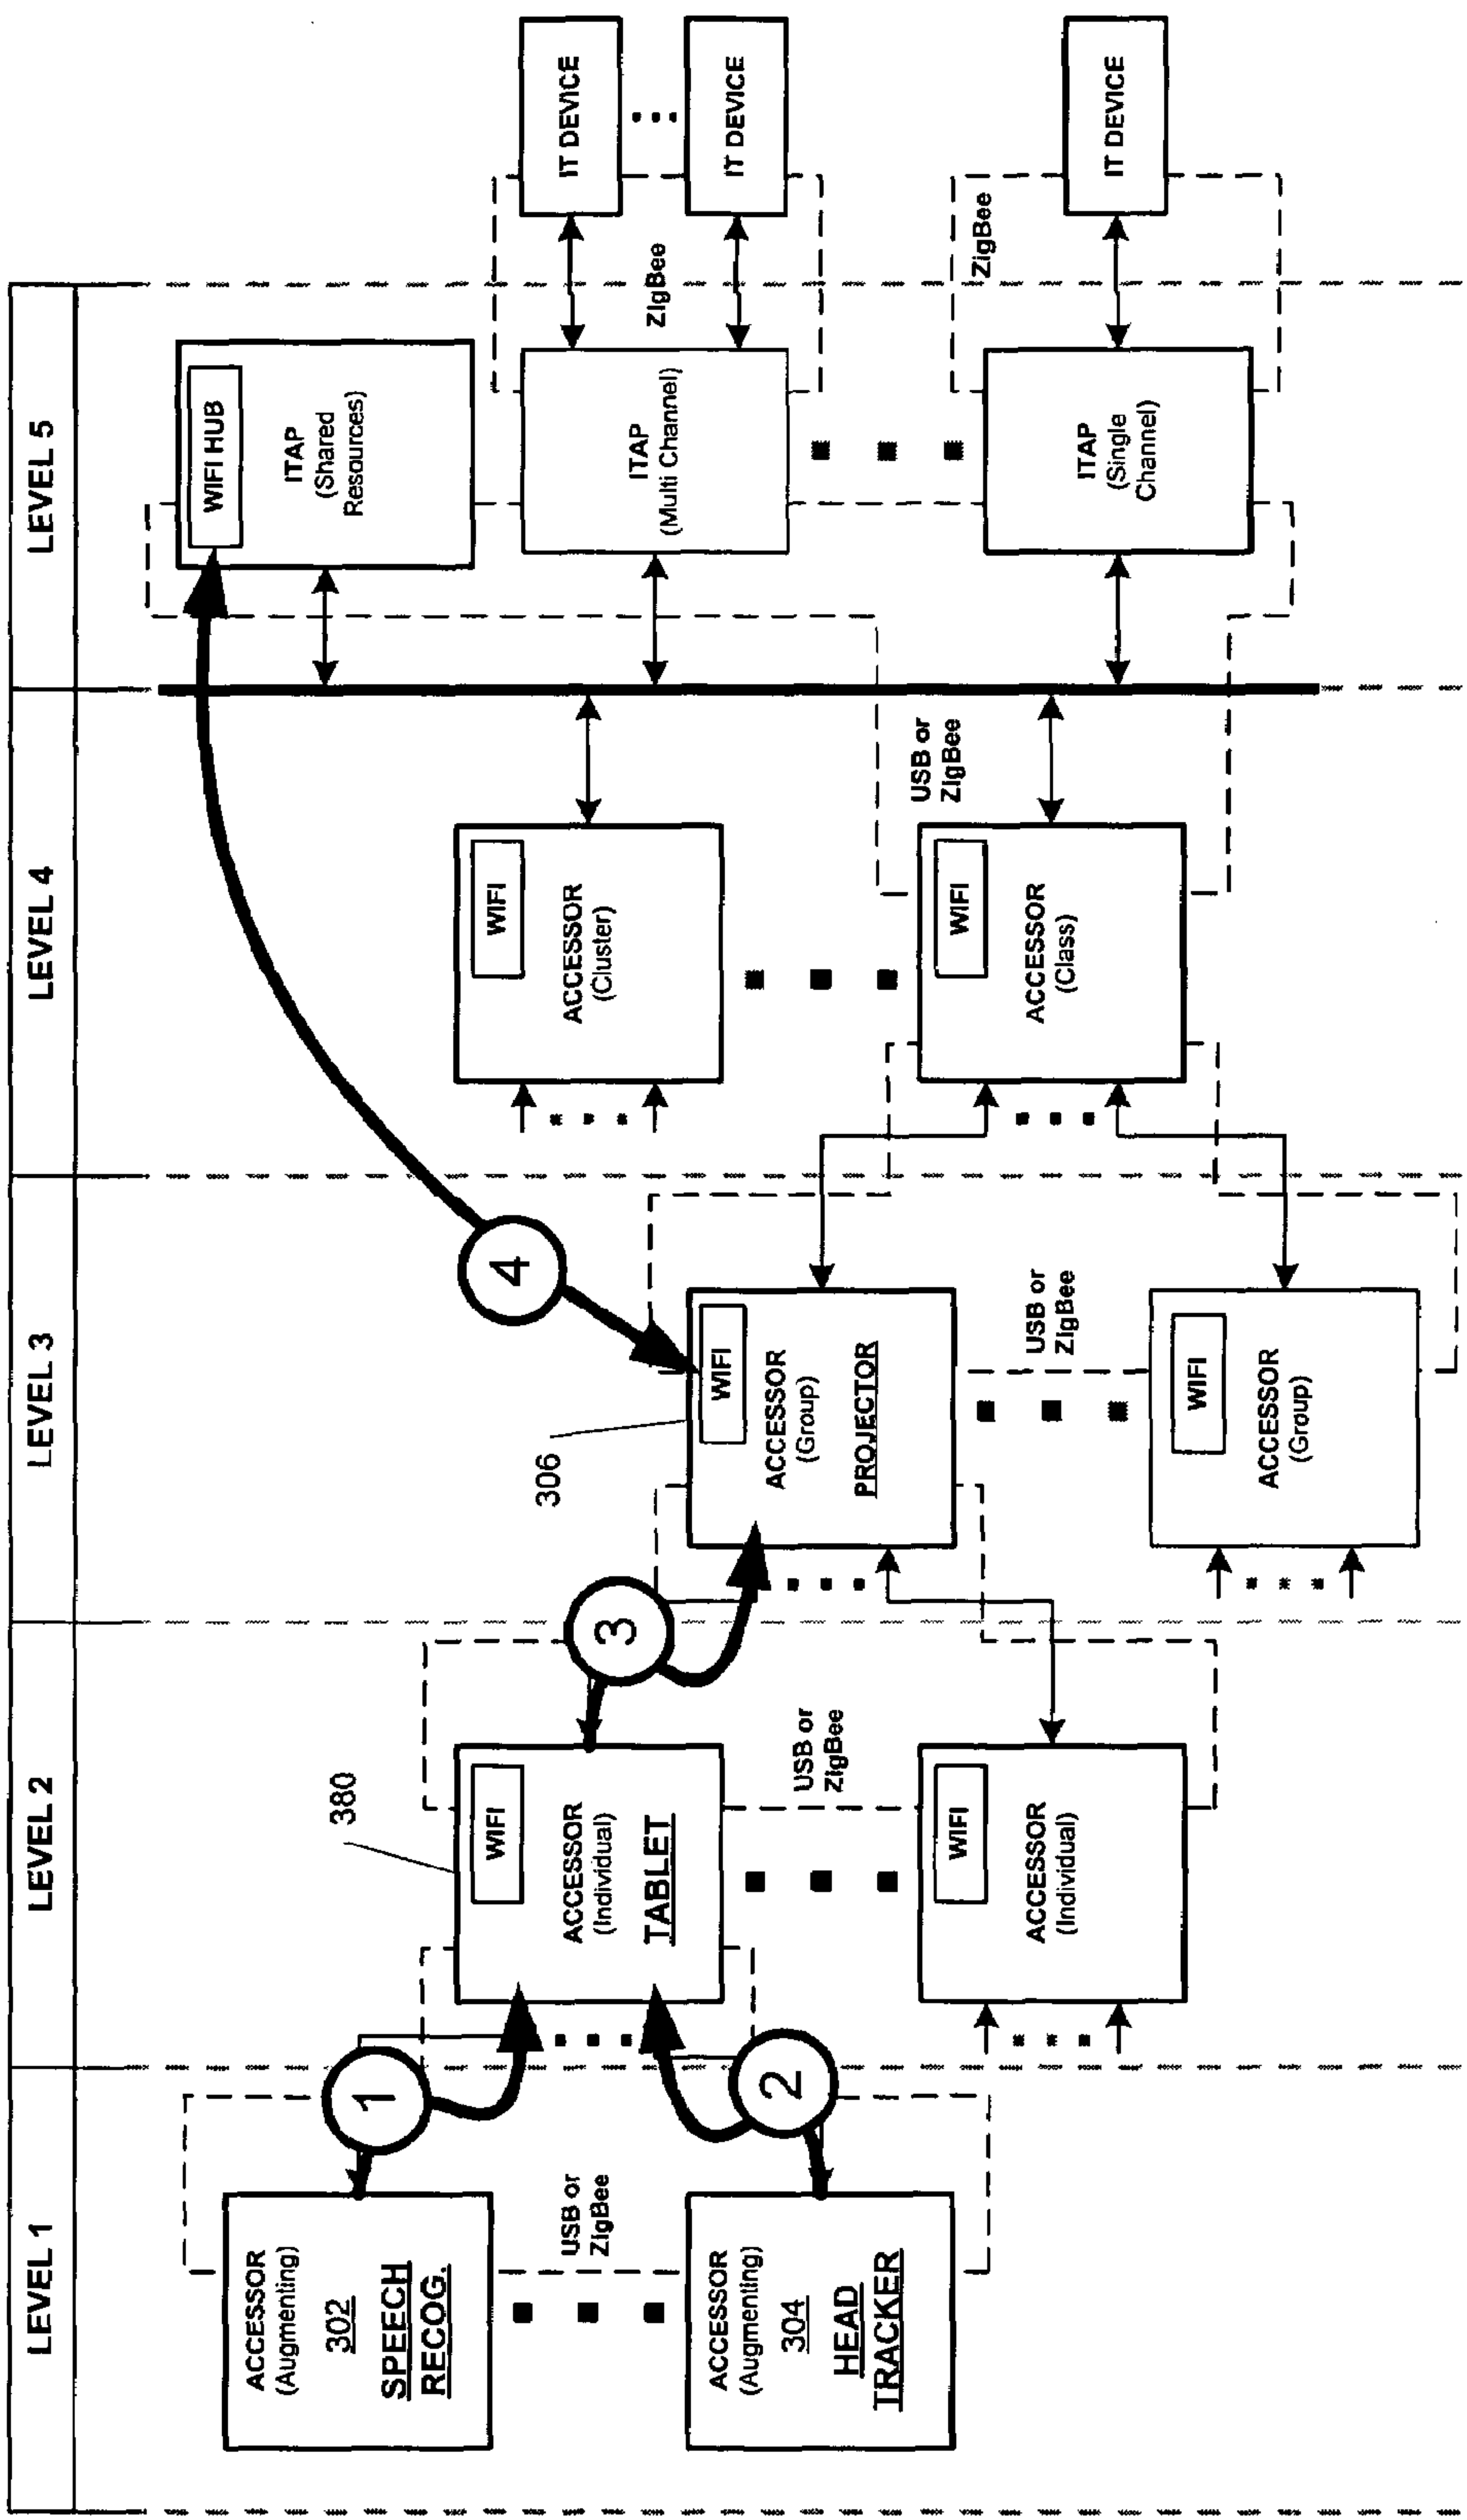 LEVEL 1
LEVEL 2
LEVEL 3
LEVEL 4
LEVEL 5
ACCESSOR
(Augmenting)
302
SPEECH
RECOG.
USB or
ZigBee
ACCESSOR
(Augmenting)
304
HEAD
TRACKER
1
2
380
WIFI
ACCESSOR
(Individual)
TABLET
USB or
ZigBee
WIFI
ACCESSOR
(Individual)
3
306
WIFI
ACCESSOR
(Group)
PROJECTOR
USB or
ZigBee
WIFI
ACCESSOR
(Group)
4
WIFI
ACCESSOR
(Cluster)
USB or
ZigBee
WIFI
ACCESSOR
(Class)
WIFI HUB
ITAP
(Shared
Resources)
ITAP
(Multi Channel)
ITAP
(Single
Channel)
ZigBee
ZigBee
IT DEVICE
IT DEVICE
IT DEVICE